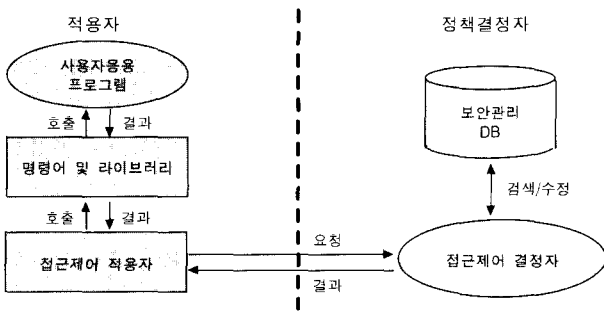 적용자
정책결정자
사용자응용
프로그램
호출
결과
명령어 및 라이브러리
호출
결과
접근제어 적용자
보안관리
DB
검색/수정
요청
결과
접근제어 결정자